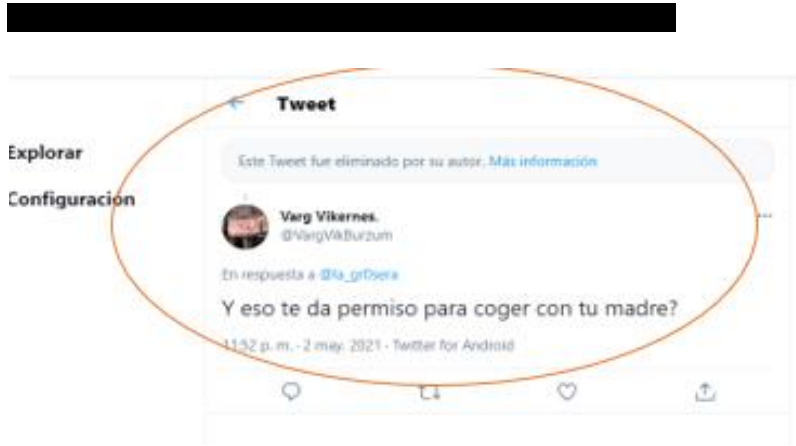 Tweet
Explorar
Este Tweet fue eliminado por su autor. Más información
Configuración
Varg Vikernes.
@VargVikBurzum
En respuesta a @la_gr0sera
Y eso te da permiso para coger con tu madre?
11:52 p. m. · 2 may. 2021 · Twitter for Android